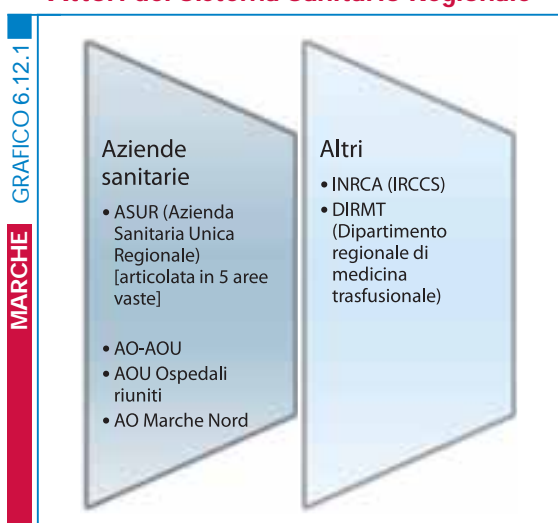 Attori del Sistema Sanitario Regionale
GRAFICO 6.12.1
MARCHE
Aziende
sanitarie
• ASUR (Azienda
Sanitaria Unica
Regionale)
[articolata in 5 aree
vaste]
• AO-AOU
• AOU Ospedali
riuniti
• AO Marche Nord
Altri
• INRCA (IRCCS)
• DIRMT
(Dipartimento
regionale di
medicina
trasfusionale)